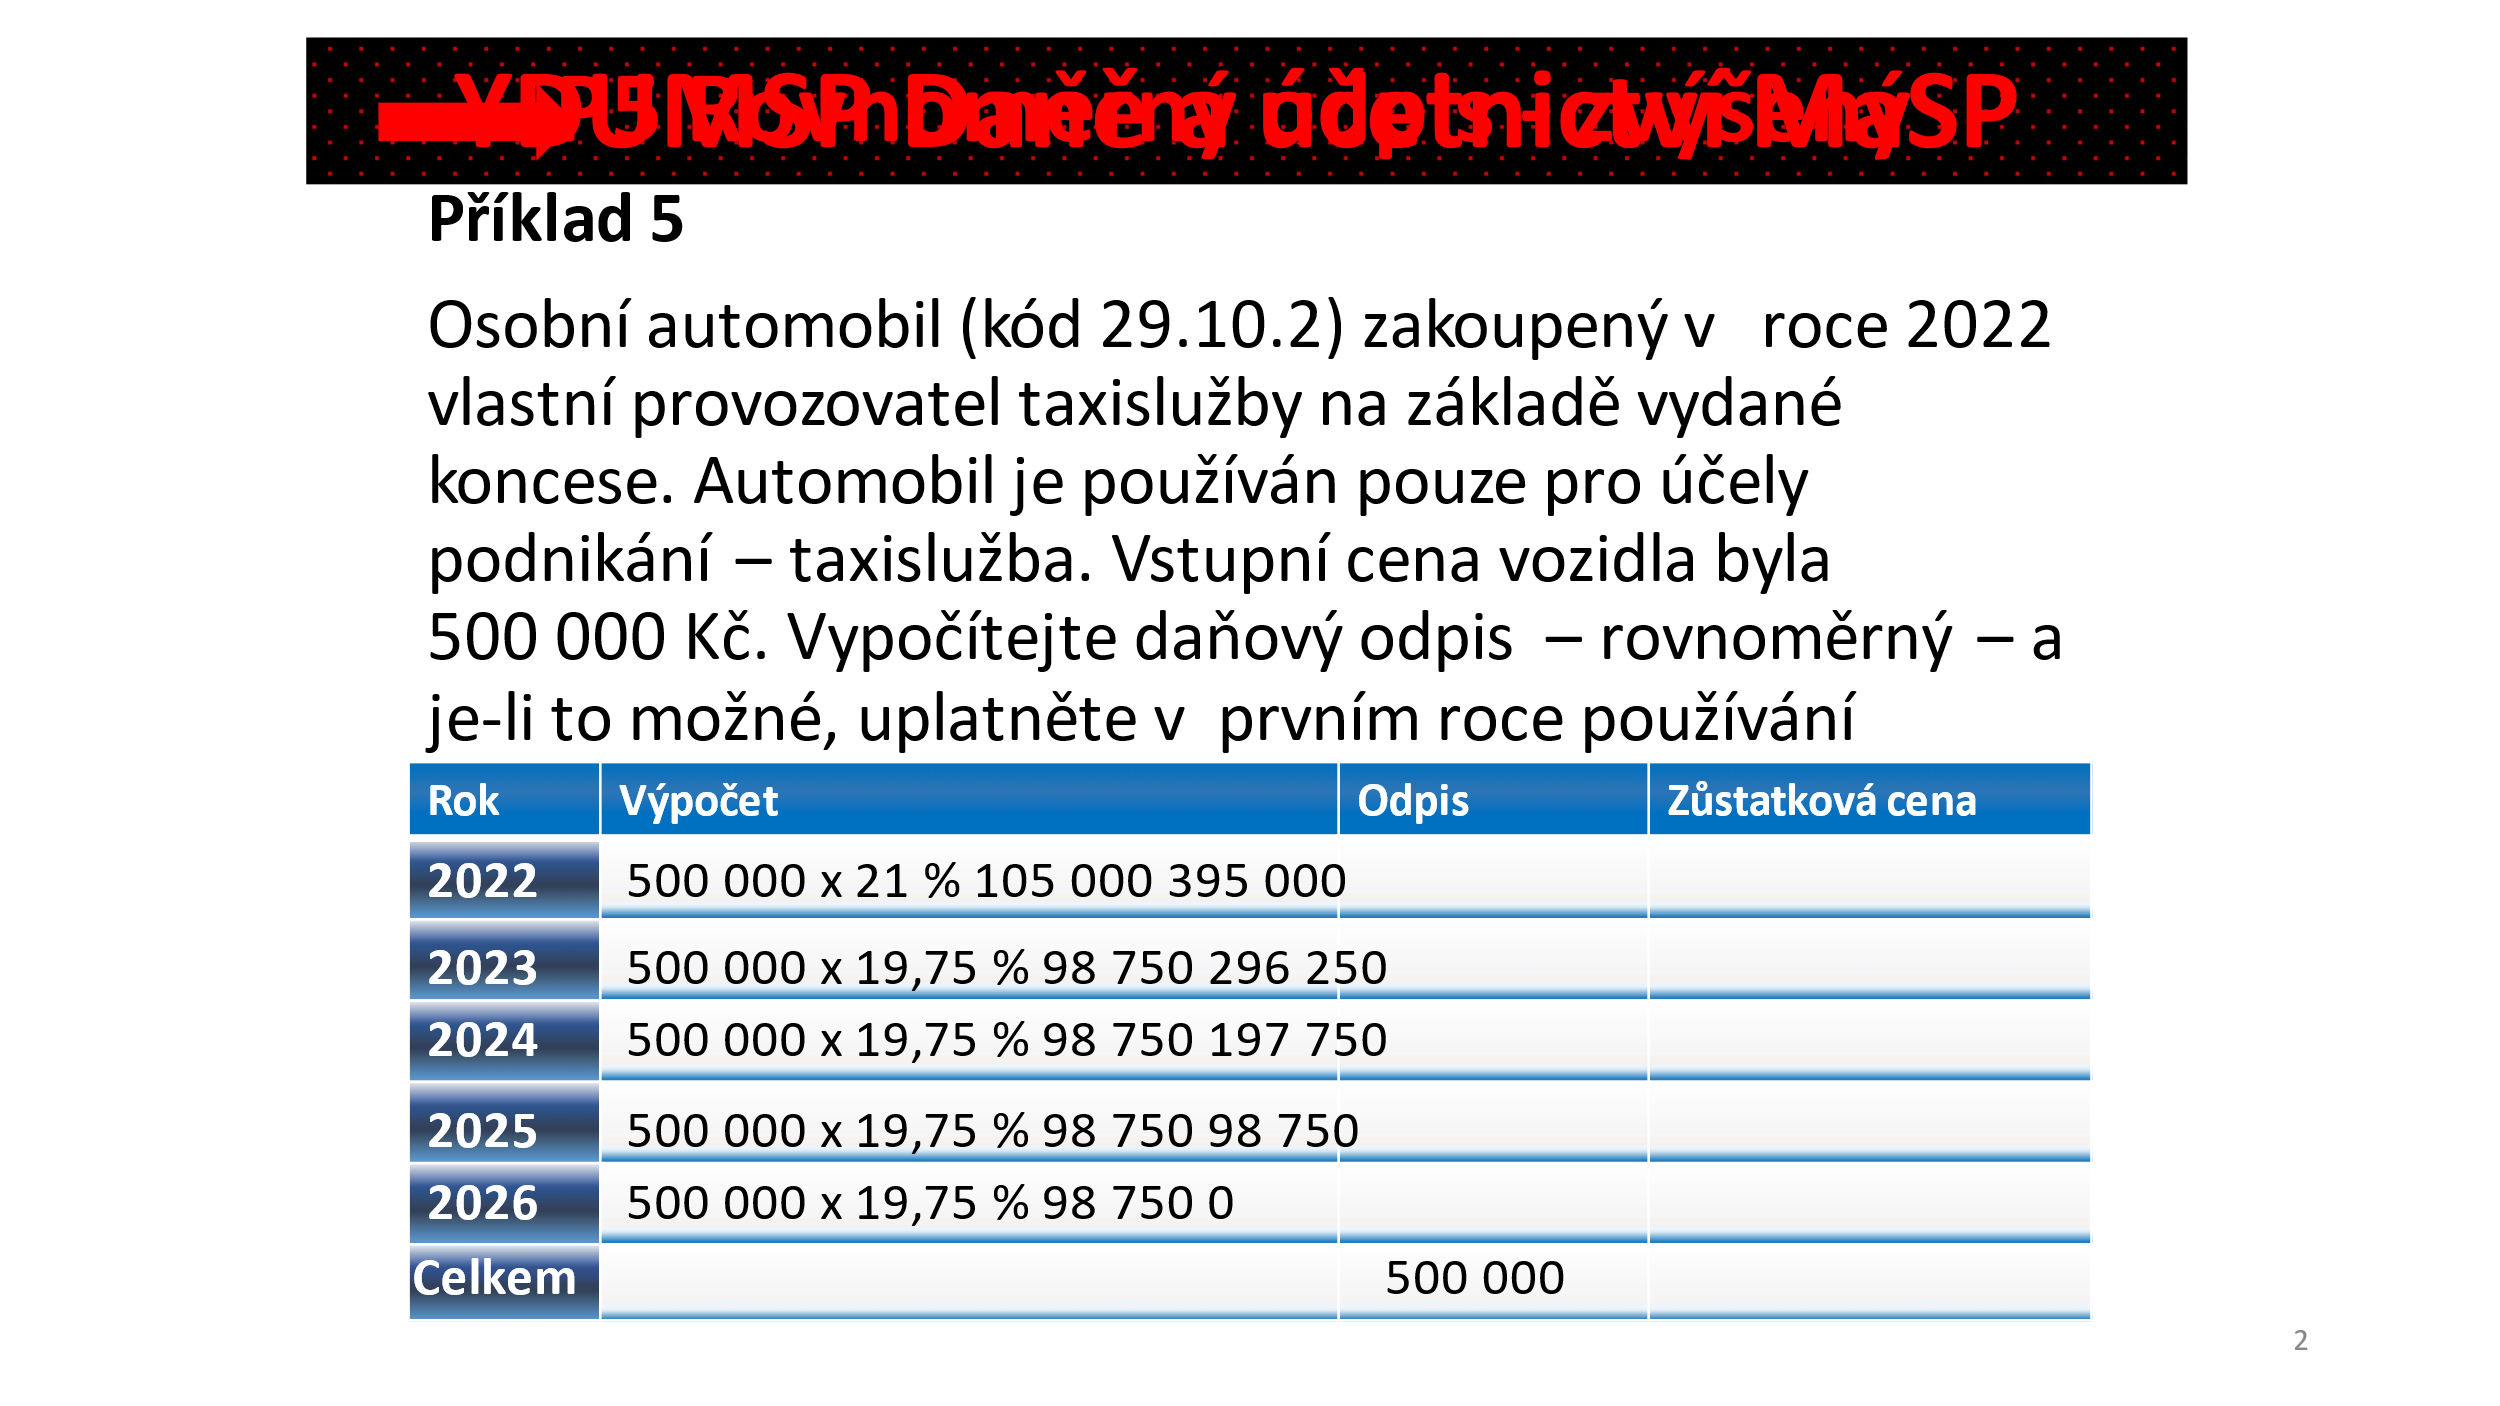 Příklad 5
Osobní automobil (kód 29.10.2) zakoupený v roce 2022
vlastní provozovatel taxislužby na základě vydané
koncese. Automobil je používán pouze pro účely
podnikání – taxislužba. Vstupní cena vozidla byla
500 000 Kč. Vypočítejte daňový odpis – rovnoměrný – a
je-li to možné, uplatněte v prvním roce používání
Rok Výpočet Odpis Zůstatková cena
2022 500 000 x 21 % 105 000 395 000
2023 500 000 x 19,75 % 98 750 296 250
2024 500 000 x 19,75 % 98 750 197 750
2025 500 000 x 19,75 % 98 750 98 750
2026 500 000 x 19,75 % 98 750 0
Celkem 500 000
2